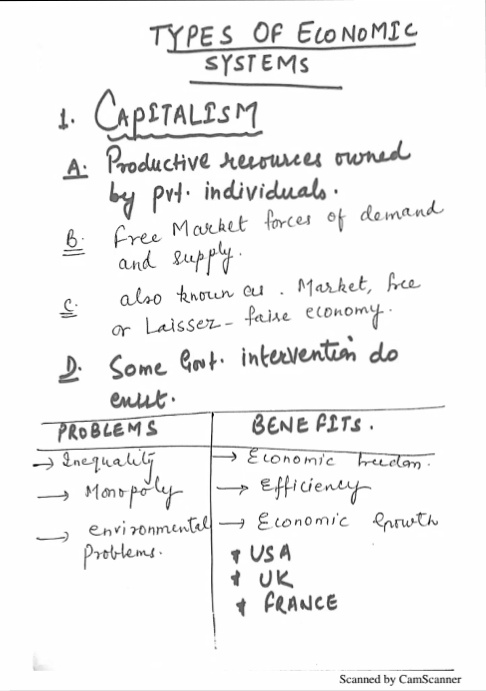 TYPES OF ECONOMIC
SYSTEMS
1. CAPITALISM
A. Productive resources owned
by pvt. individuals.
B. Free Market forces of demand
and supply.
C. also known as . Market, free
or Laissez-faise economy.
D. Some Govt. intervention do
exist.
PROBLEMS
→ Inequality
→ Monopoly
→ environmental
Problems.
BENEFITS.
→ Economic freedom.
→ Efficiency
→ Economic Growth
* USA
* UK
* FRANCE
Scanned by CamScanner